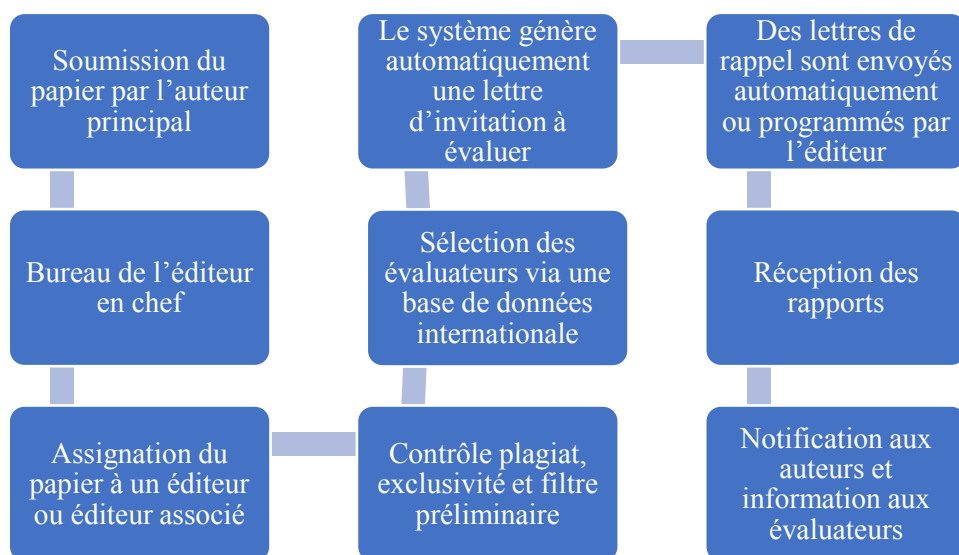 Soumission du
papier par l'auteur
principal
Bureau de l'éditeur
en chef
Assignation du
papier à un éditeur
ou éditeur associé
Contrôle plagiat,
exclusivité et filtre
préliminaire
Sélection des
évaluateurs via une
base de données
internationale
Le système génère
automatiquement
une lettre
d'invitation à
évaluer
Des lettres de
rappel sont envoyés
automatiquement
ou programmés par
l'éditeur
Réception des
rapports
Notification aux
auteurs et
information aux
évaluateurs